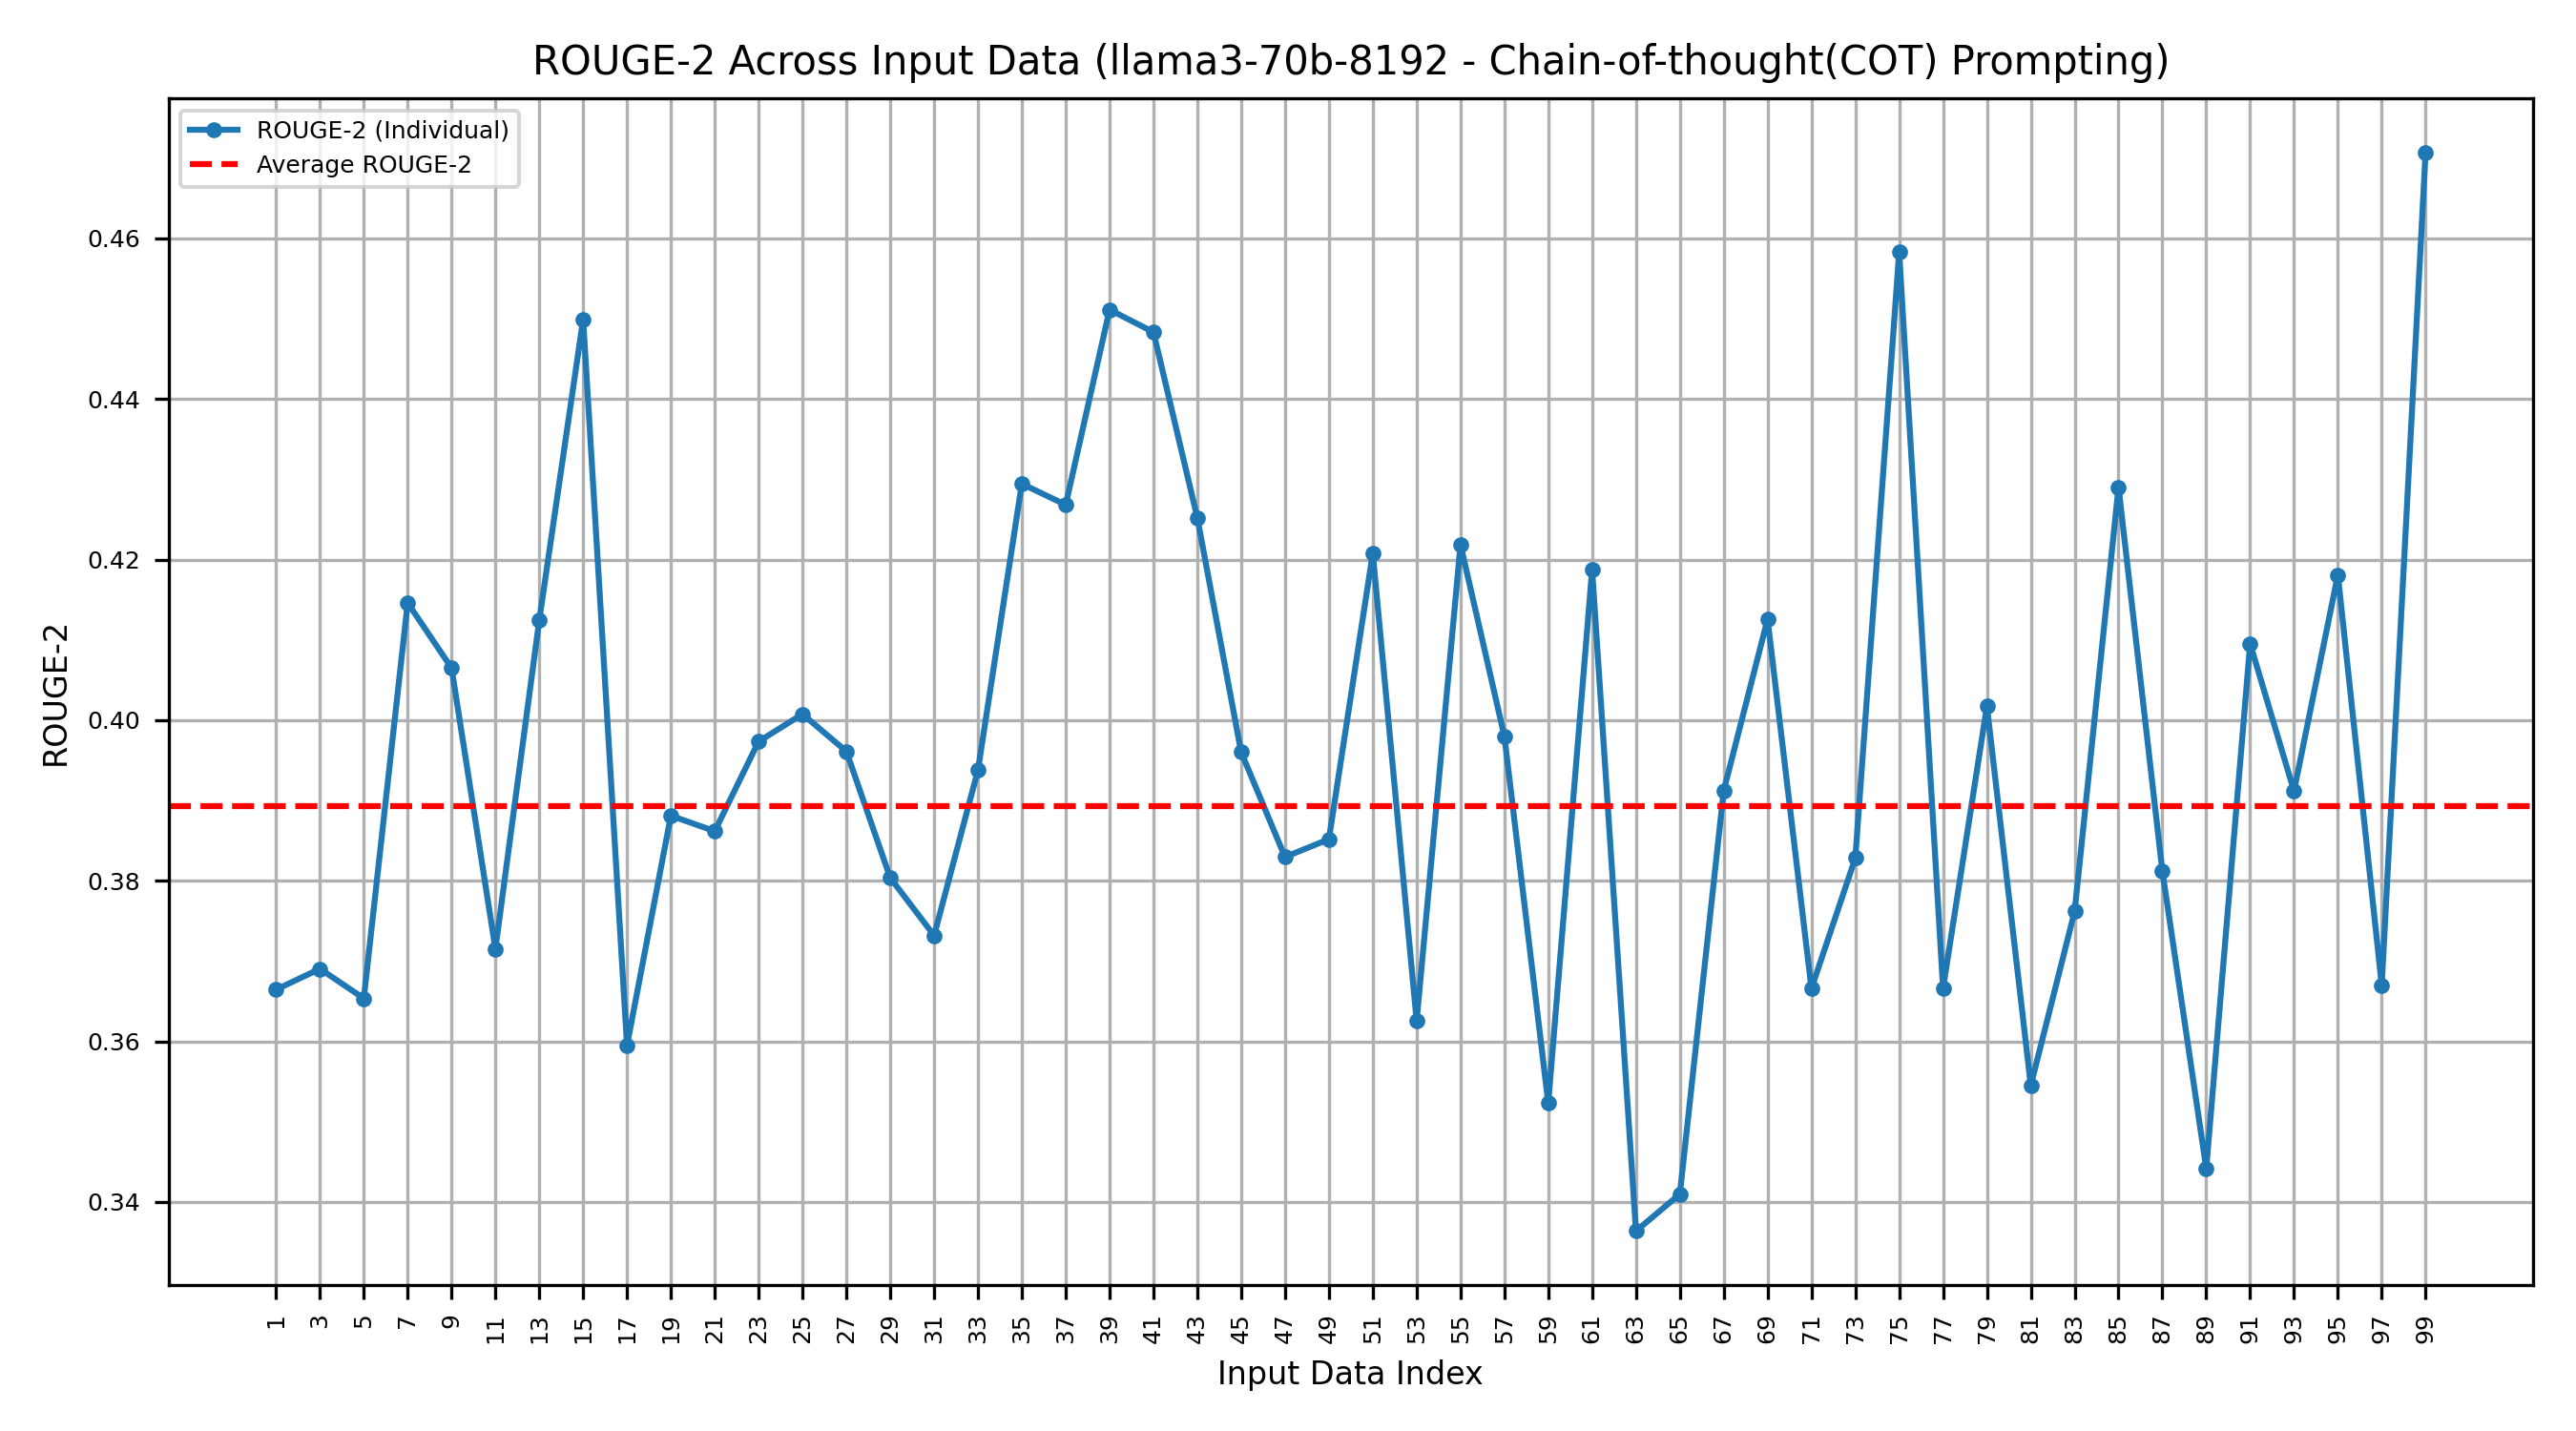 ROUGE-2 Across Input Data (llama3-70b-8192 - Chain-of-thought(COT) Prompting)
ROUGE-2 (Individual)
Average ROUGE-2
ROUGE-2
0.46
0.44
0.42
0.40
0.38
0.36
0.34
1 3 5 7 9 11 13 15 17 19 21 23 25 27 29 31 33 35 37 39 41 43 45 47 49 51 53 55 57 59 61 63 65 67 69 71 73 75 77 79 81 83 85 87 89 91 93 95 97 99
Input Data Index